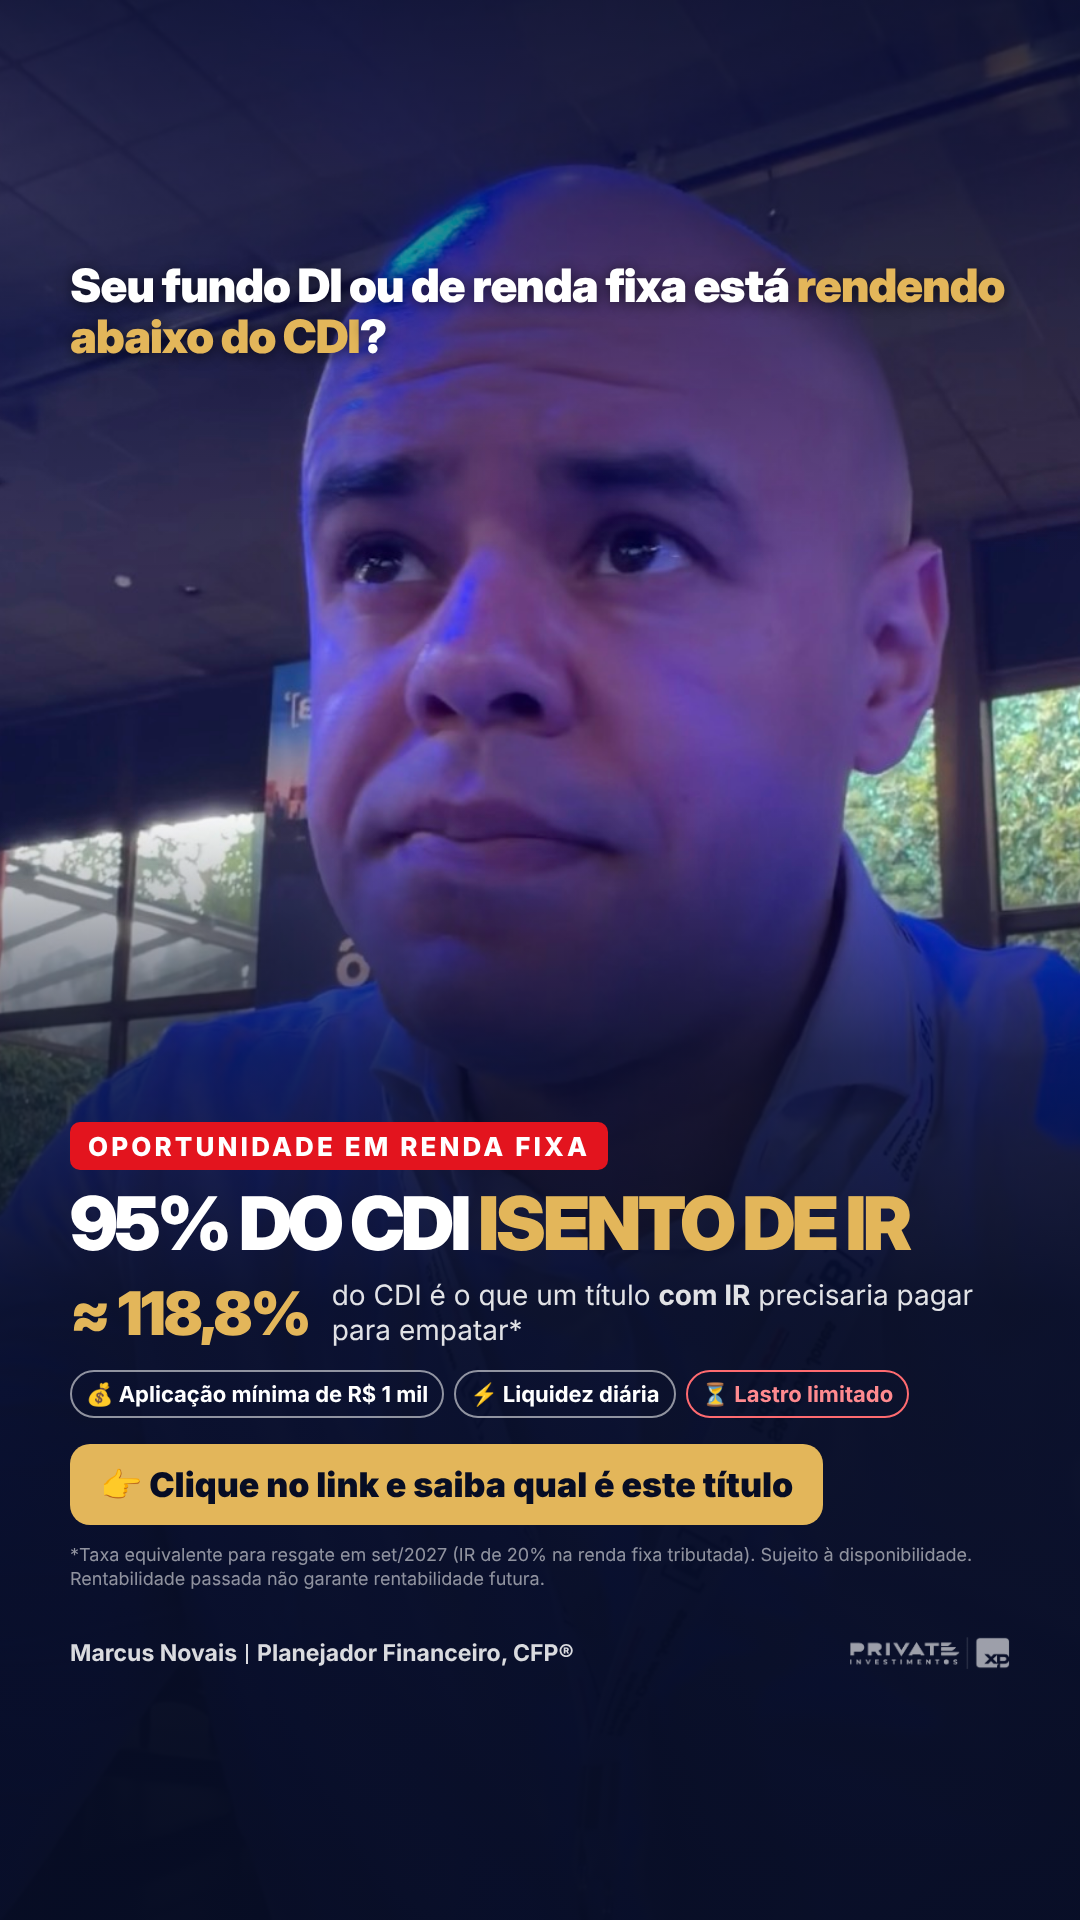 Seu fundo DI ou de renda fixa está rendendo
abaixo do CDI?
ó
OPORTUNIDADE EM RENDA FIXA
95% DO CDI ISENTO DE IR
≈ 118,8%
do CDI é o que um título com IR precisaria pagar
para empatar*
💰 Aplicação mínima de R$ 1 mil
⚡ Liquidez diária
⏳ Lastro limitado
👉 Clique no link e saiba qual é este título
*Taxa equivalente para resgate em set/2027 (IR de 20% na renda fixa tributada). Sujeito à disponibilidade.
Rentabilidade passada não garante rentabilidade futura.
Marcus Novais | Planejador Financeiro, CFP®
PRIVATE
INVESTIMENTOS
XP